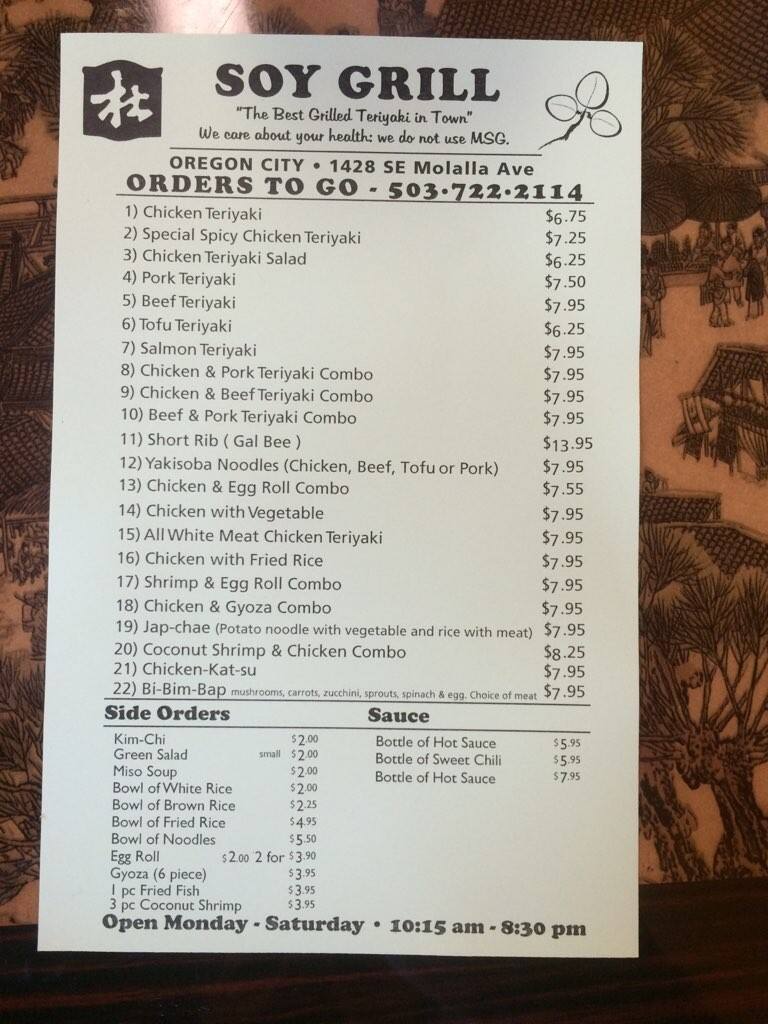 杜
SOY GRILL
"The Best Grilled Teriyaki in Town"
We care about your health: we do not use MSG.
OREGON CITY • 1428 SE Molalla Ave
ORDERS TO GO - 503•722•2114
1) Chicken Teriyaki $6.75
2) Special Spicy Chicken Teriyaki $7.25
3) Chicken Teriyaki Salad $6.25
4) Pork Teriyaki $7.50
5) Beef Teriyaki $7.95
6) Tofu Teriyaki $6.25
7) Salmon Teriyaki $7.95
8) Chicken & Pork Teriyaki Combo $7.95
9) Chicken & Beef Teriyaki Combo $7.95
10) Beef & Pork Teriyaki Combo $7.95
11) Short Rib ( Gal Bee ) $13.95
12) Yakisoba Noodles (Chicken, Beef, Tofu or Pork) $7.95
13) Chicken & Egg Roll Combo $7.55
14) Chicken with Vegetable $7.95
15) All White Meat Chicken Teriyaki $7.95
16) Chicken with Fried Rice $7.95
17) Shrimp & Egg Roll Combo $7.95
18) Chicken & Gyoza Combo $7.95
19) Jap-chae (Potato noodle with vegetable and rice with meat) $7.95
20) Coconut Shrimp & Chicken Combo $8.25
21) Chicken-Kat-su $7.95
22) Bi-Bim-Bap mushrooms, carrots, zucchini, sprouts, spinach & egg. Choice of meat $7.95
Side Orders
Kim-Chi $2.00
Green Salad small $2.00
Miso Soup $2.00
Bowl of White Rice $2.00
Bowl of Brown Rice $2.25
Bowl of Fried Rice $4.95
Bowl of Noodles $5.50
Egg Roll $2.00 2 for $3.90
Gyoza (6 piece) $3.95
1 pc Fried Fish $3.95
3 pc Coconut Shrimp $3.95
Sauce
Bottle of Hot Sauce $5.95
Bottle of Sweet Chili $5.95
Bottle of Hot Sauce $7.95
Open Monday - Saturday • 10:15 am - 8:30 pm